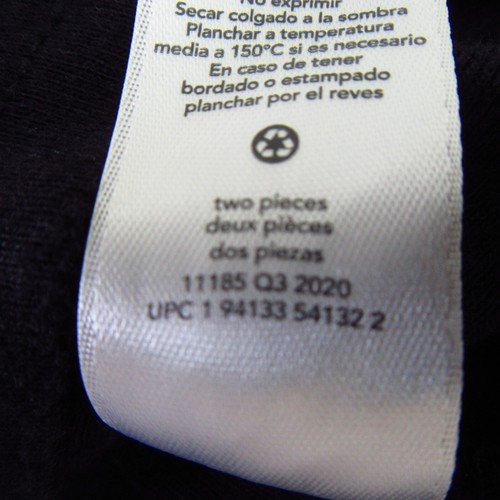 No exprimir
Secar colgado a la sombra
Planchar a temperatura
media a 150°C si es necesario
En caso de tener
bordado o estampado
planchar por el reves
two pieces
deux pièces
dos piezas
11185 Q3 2020
UPC 1 94133 54132 2